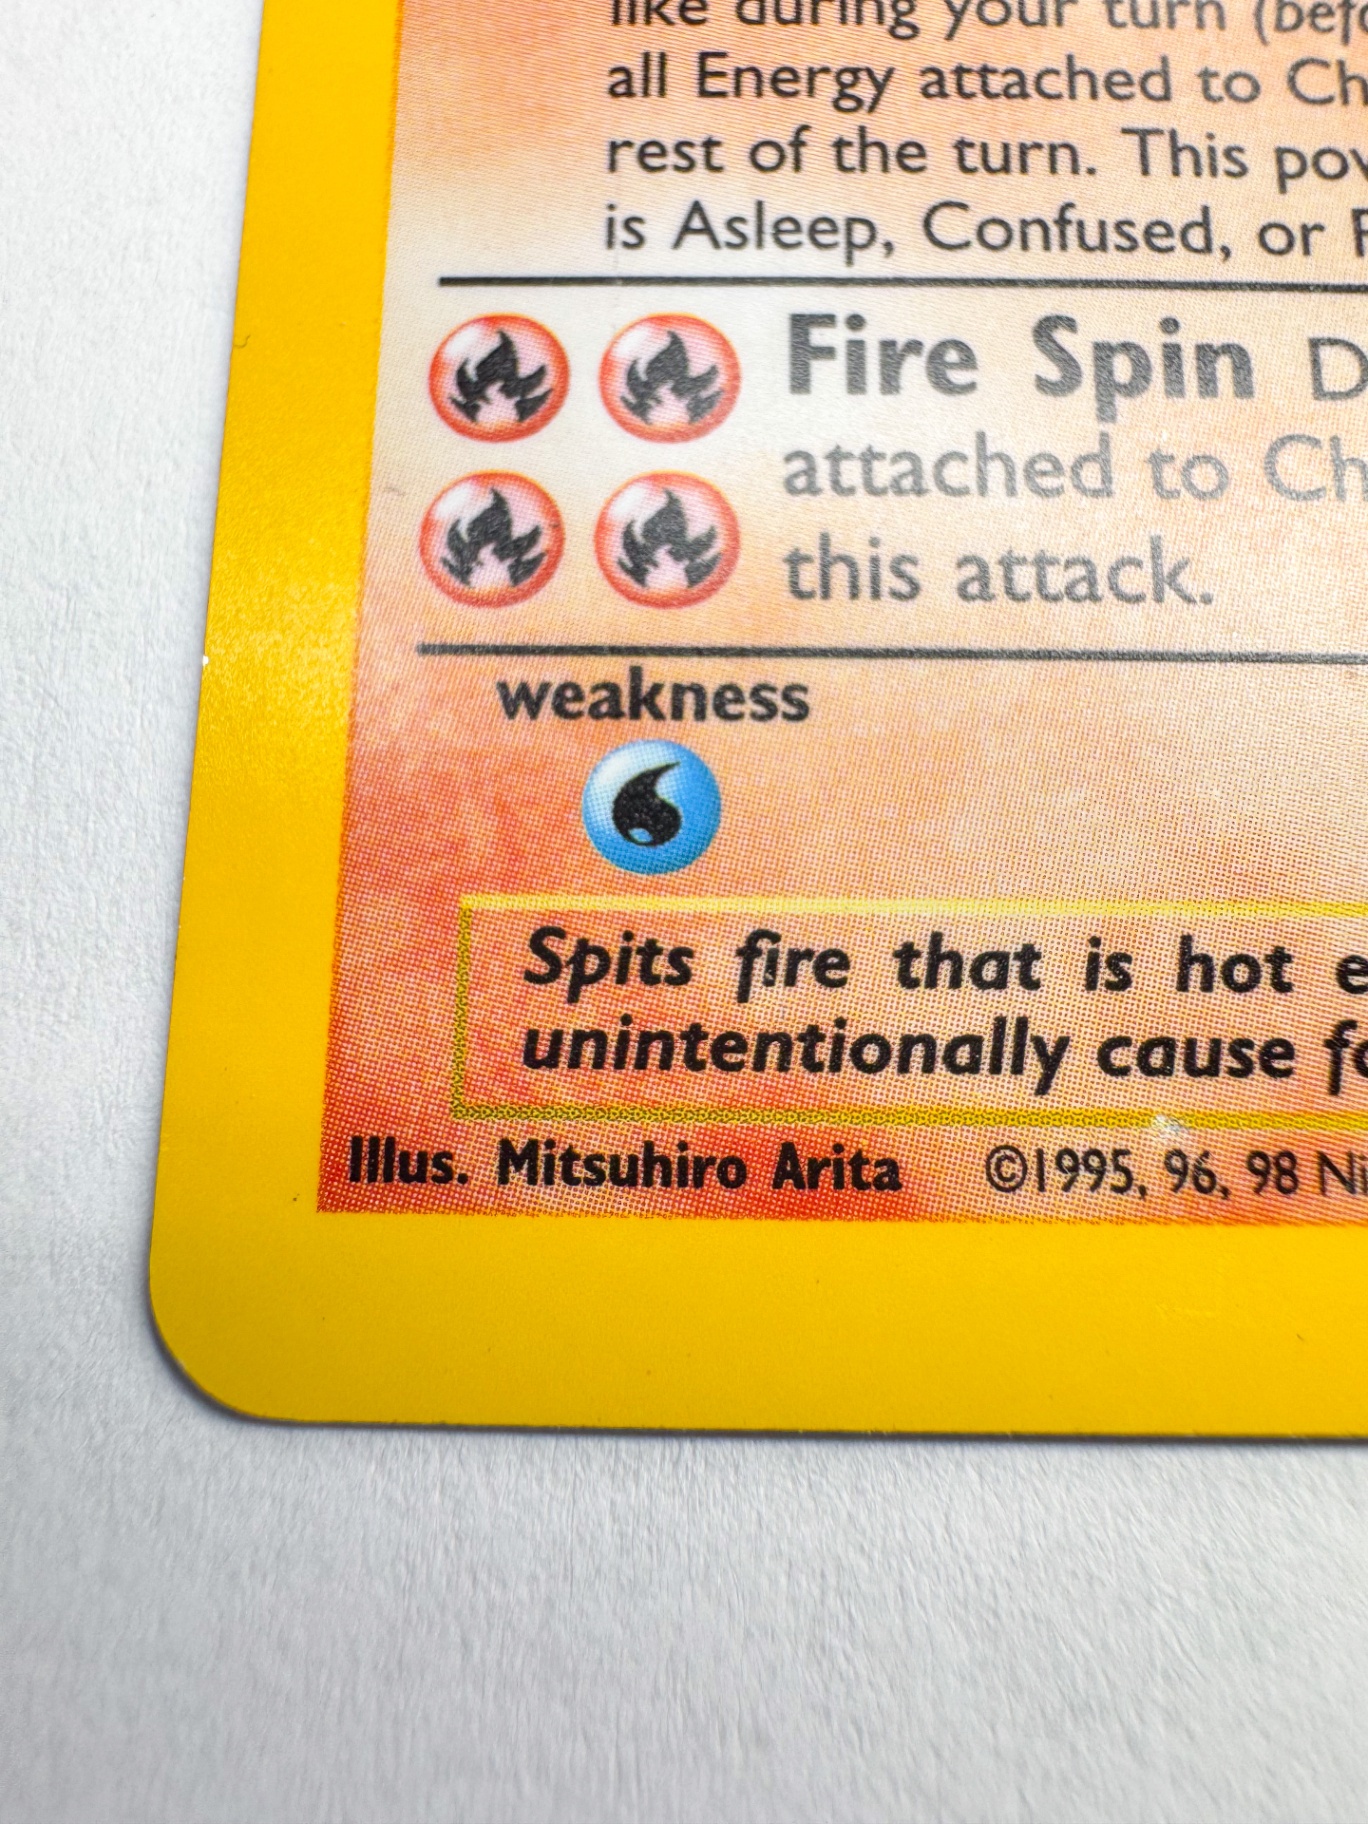 like during your turn (bef
all Energy attached to Ch
rest of the turn. This pow
is Asleep, Confused, or
Fire Spin D
attached to Ch
this attack.
weakness
Spits fire that is hot e
unintentionally cause fo
Illus. Mitsuhiro Arita ©1995, 96, 98 Ni